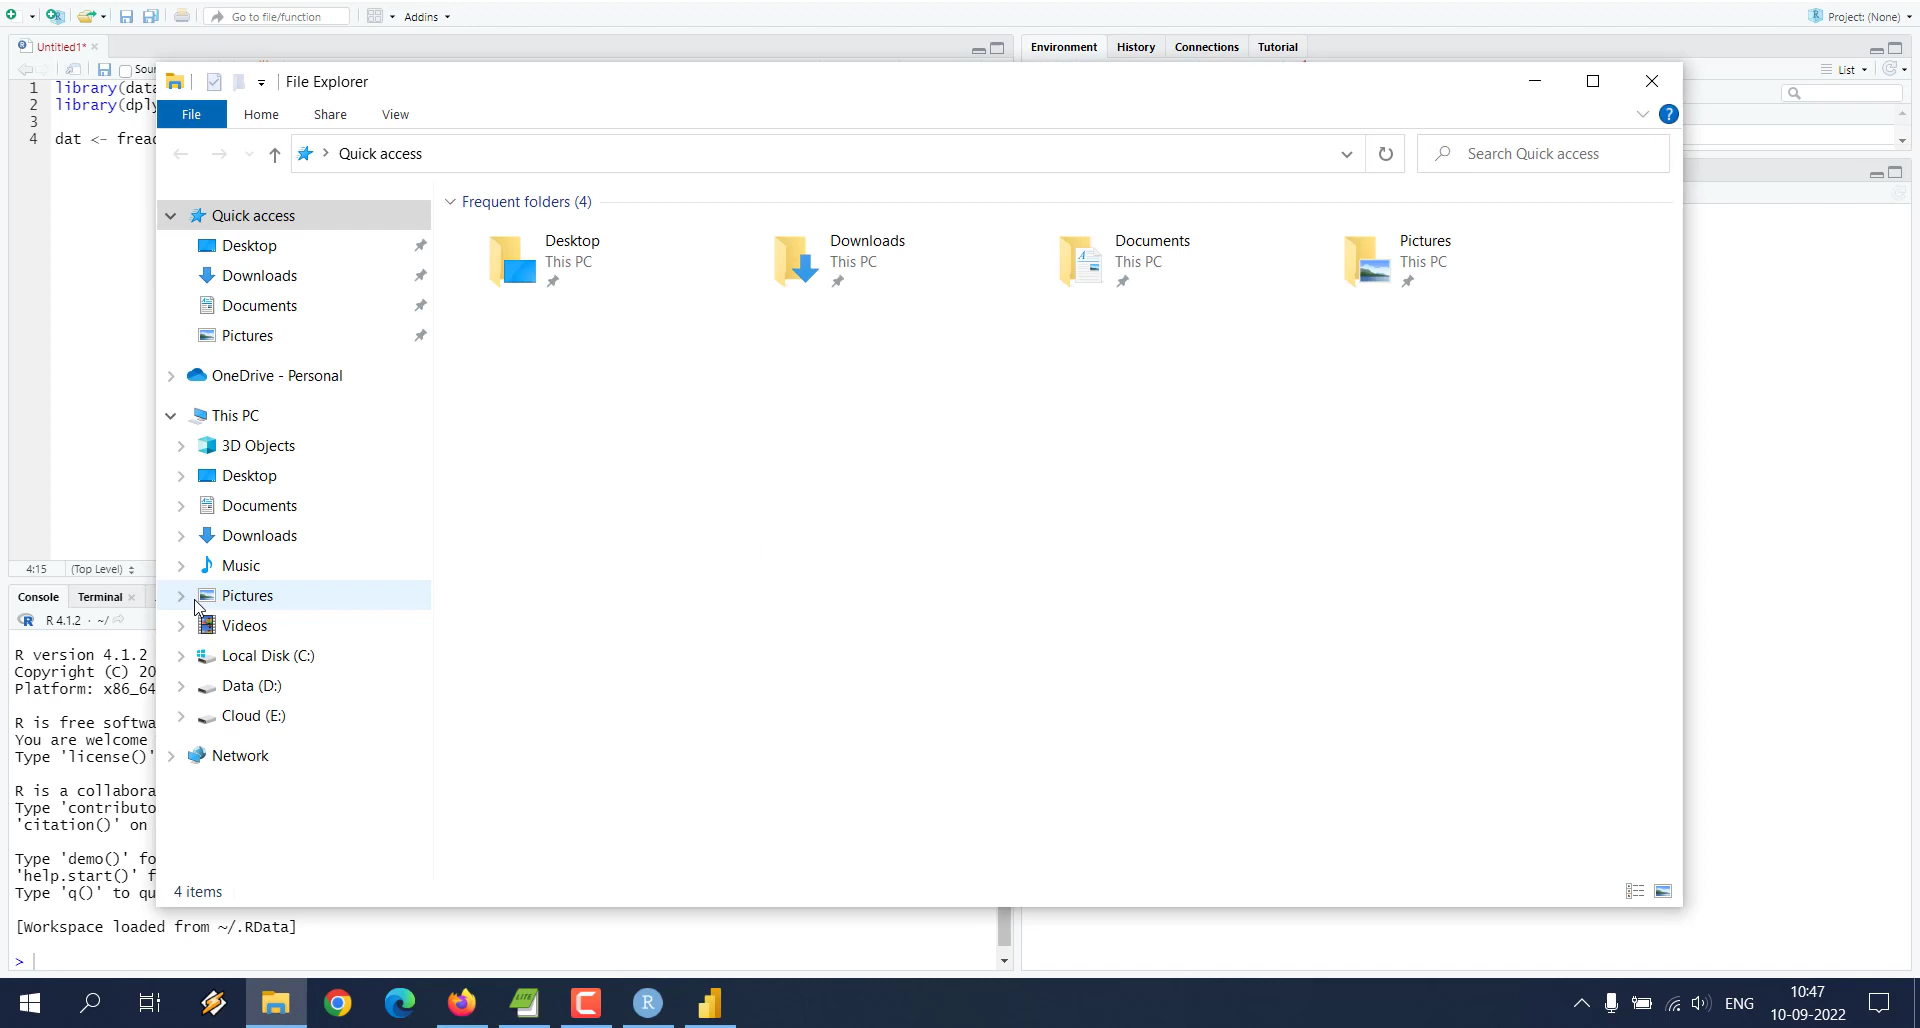 Go to file/function
Addins
Project: (None)
Untitled1*
Environment
History
Connections
Tutorial
Sour
List
1 library(data
2 library(dply
3
4 dat <- fread
4:15
(Top Level)
File Explorer
File
Home
Share
View
Quick access
Search Quick access
Quick access
Desktop
Downloads
Documents
Pictures
OneDrive - Personal
This PC
3D Objects
Desktop
Documents
Downloads
Music
Pictures
Videos
Local Disk (C:)
Data (D:)
Cloud (E:)
Network
Frequent folders (4)
Desktop
This PC
Downloads
This PC
Documents
This PC
Pictures
This PC
4 items
Console
Terminal
R 4.1.2 · ~/
R version 4.1.2
Copyright (C) 20
Platform: x86_64
R is free softwa
You are welcome
Type 'license()'
R is a collabora
Type 'contributo
'citation()' on
Type 'demo()' fo
'help.start()' f
Type 'q()' to qu
[Workspace loaded from ~/.RData]
>
LITE
ENG
10:47
10-09-2022